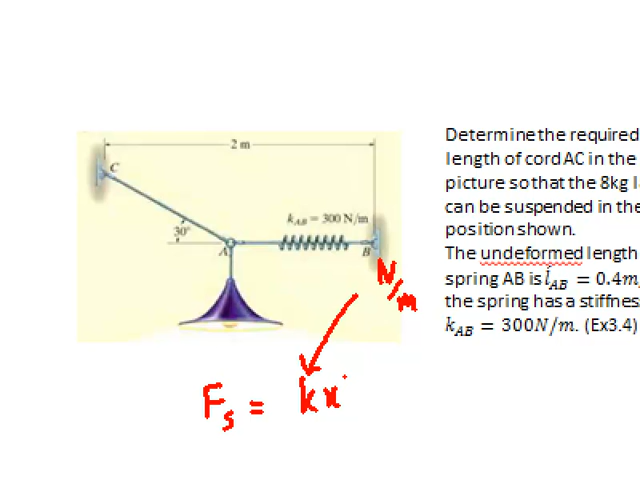 2 m
C
k_AB = 300 N/m
30°
A
B
Determine the required
length of cord AC in the
picture so that the 8kg
can be suspended in the
position shown.
The undeformed length
spring AB is l_AB = 0.4m,
the spring has a stiffness
k_AB = 300N/m. (Ex3.4)
N/m
F_s = kx